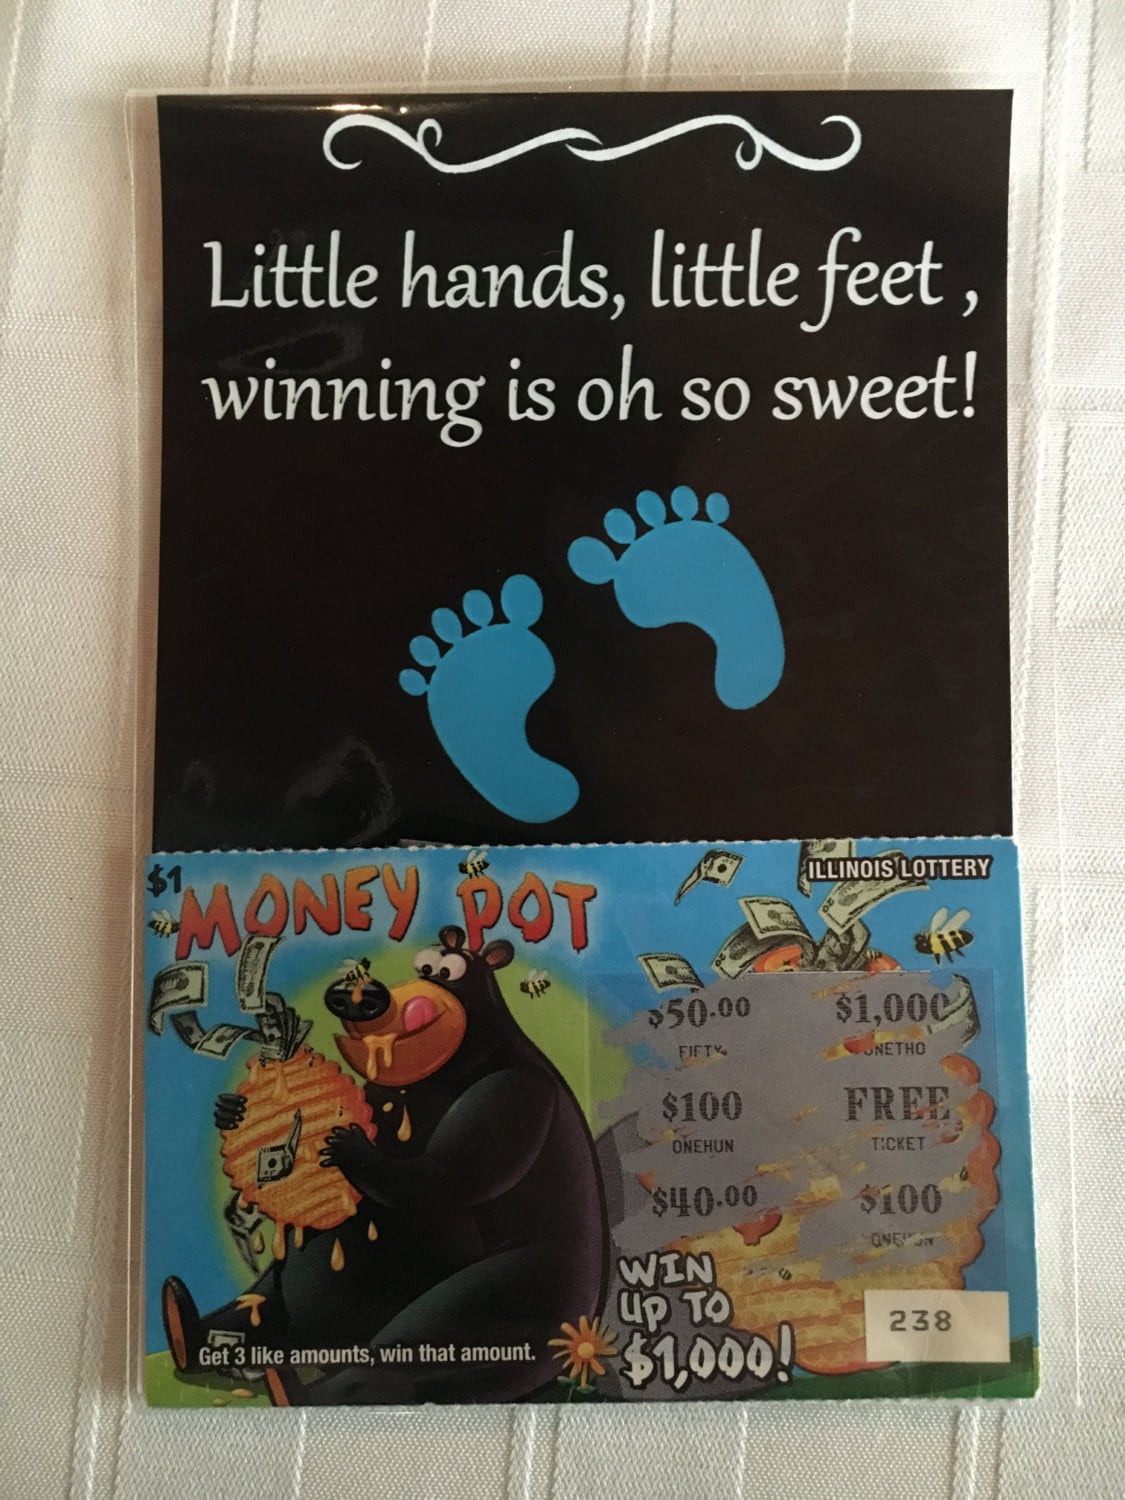 Little hands, little feet ,
winning is oh so sweet!
$1
MONEY POT
ILLINOIS LOTTERY
$50.00
FIFTY
$1,000
ONETHO
$100
ONEHUN
FREE
TICKET
$40.00
$100
ONEHUN
WIN
UP TO
$1,000!
238
Get 3 like amounts, win that amount.